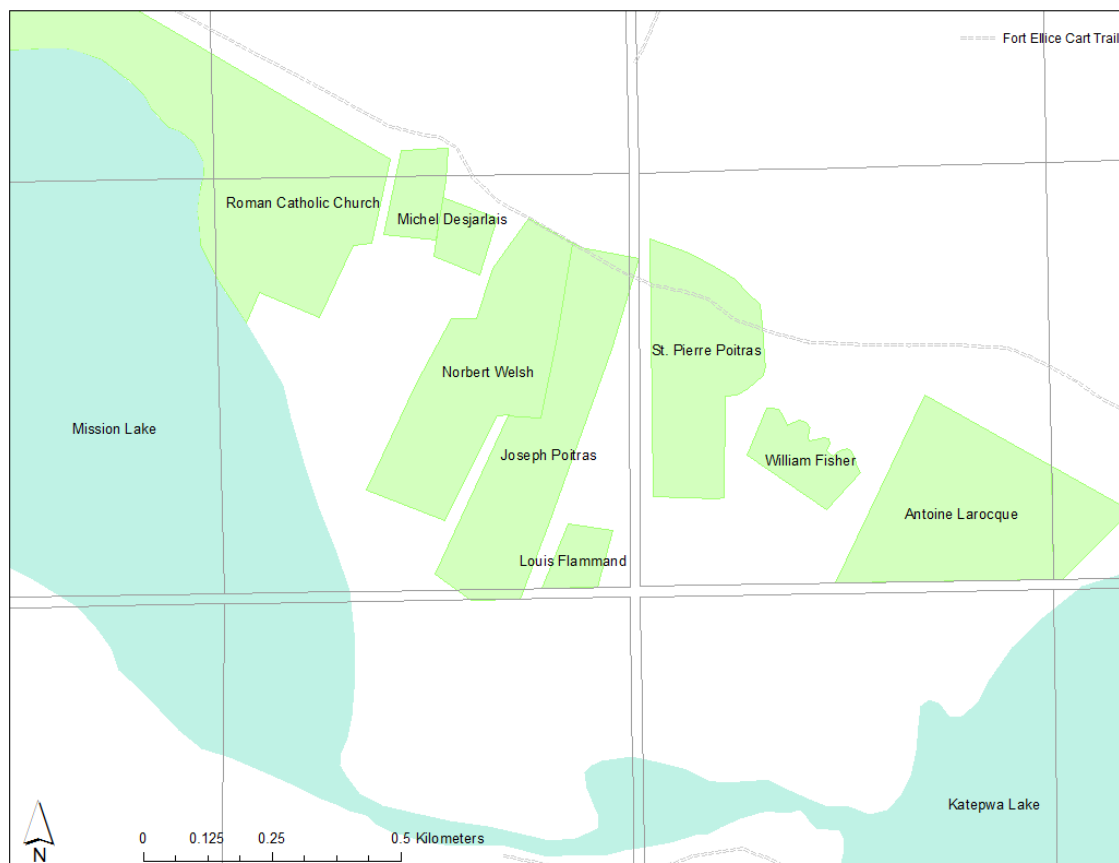 Fort Ellice Cart Trail
Roman Catholic Church
Michel Desjarlais
St. Pierre Poitras
Norbert Welsh
Mission Lake
Joseph Poitras
William Fisher
Antoine Larocque
Louis Flammand
Katepwa Lake
N
0 0.125 0.25 0.5 Kilometers